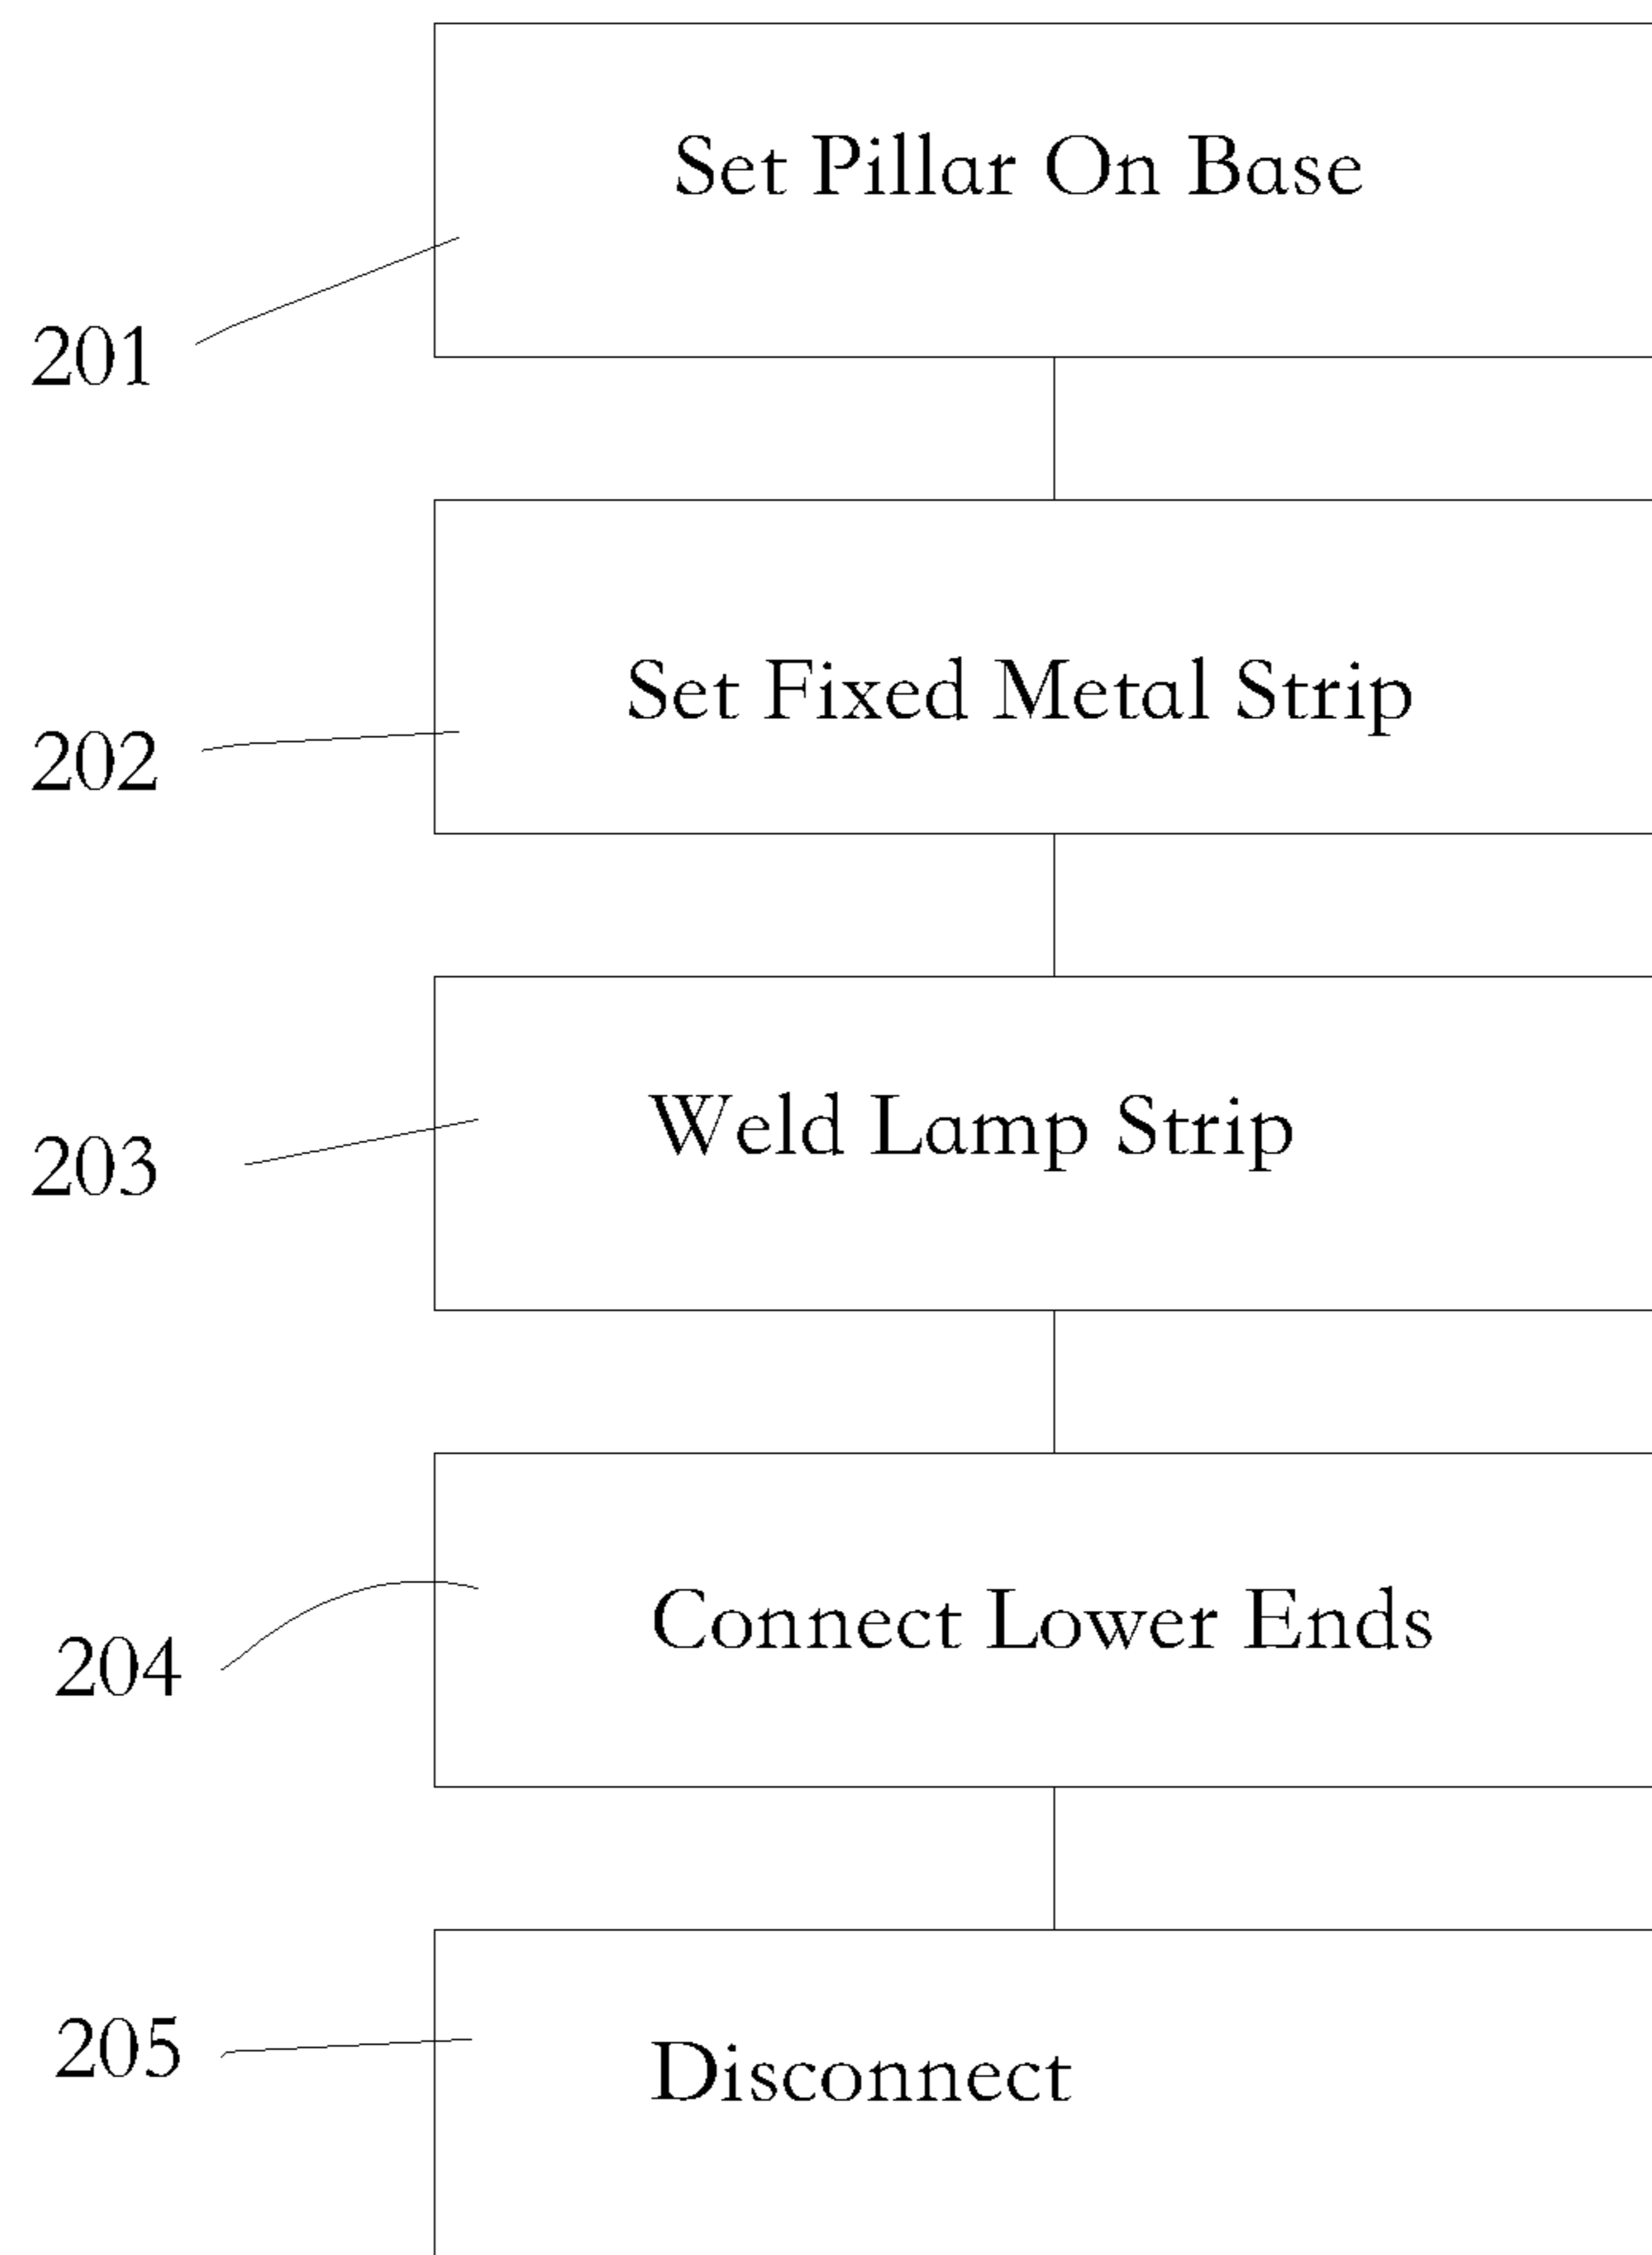 Set Pillar On Base
201
Set Fixed Metal Strip
202
Weld Lamp Strip
203
Connect Lower Ends
204
Disconnect
205